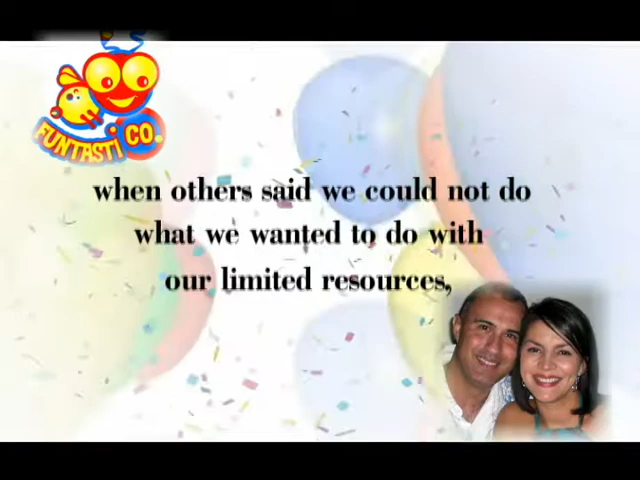 FUNTASTi CO.
when others said we could not do
what we wanted to do with
our limited resources,